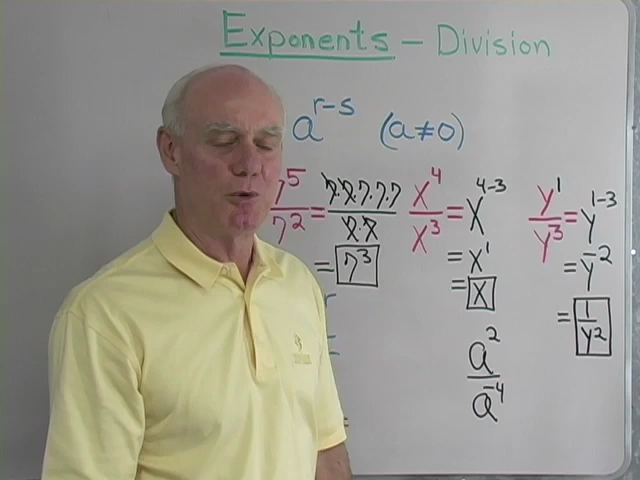 Exponents - Division
a^{r-s} (a≠0)
7^5/7^2 = 7·7·7·7·7/7·7
= 7^3
x^4/x^3 = x^{4-3}
= x^1
= x
y^1/y^3 = y^{1-3}
= y^{-2}
= 1/y^2
a^2/a^{-4}